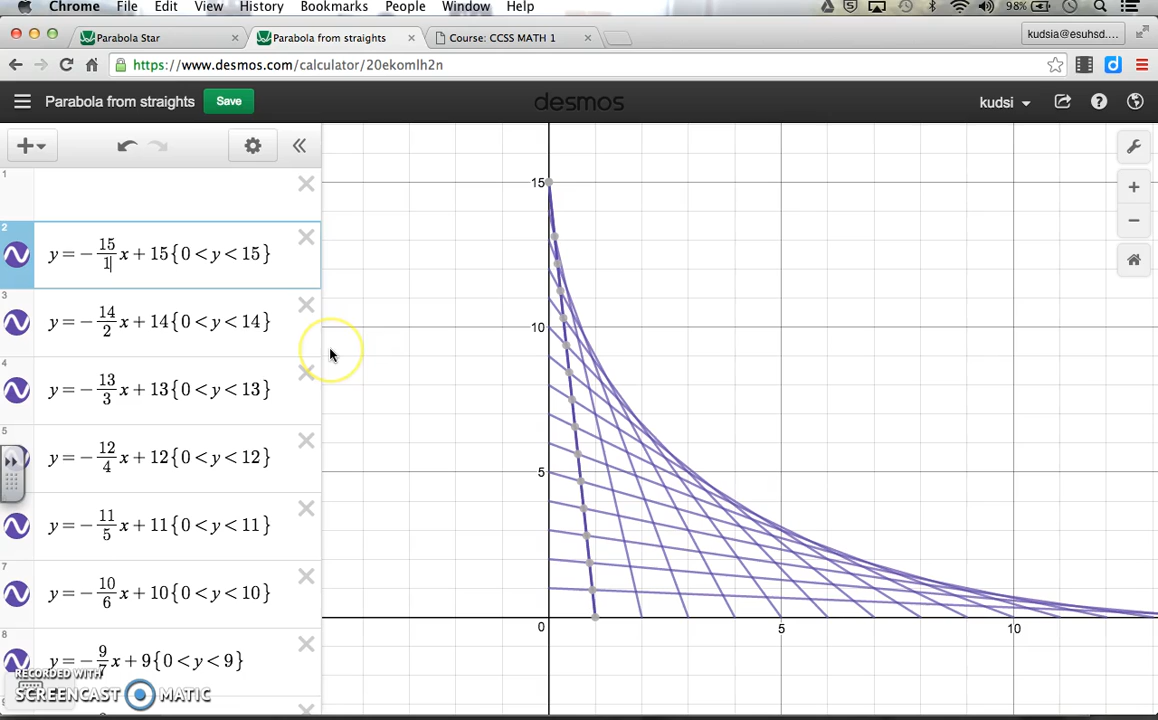 Chrome File Edit View History Bookmarks People Window Help 98%
Parabola Star Parabola from straights Course: CCSS MATH 1 kudsia@esuhsd....
https://www.desmos.com/calculator/20ekomlh2n
Parabola from straights Save desmos kudsi
1
2 y = − 15/1 x + 15 {0 < y < 15}
3 y = − 14/2 x + 14 {0 < y < 14}
4 y = − 13/3 x + 13 {0 < y < 13}
5 y = − 12/4 x + 12 {0 < y < 12}
y = − 11/5 x + 11 {0 < y < 11}
7 y = − 10/6 x + 10 {0 < y < 10}
8 y = − 9/7 x + 9 {0 < y < 9}
15
10
5
0 5 10
RECORDED WITH
SCREENCAST MATIC